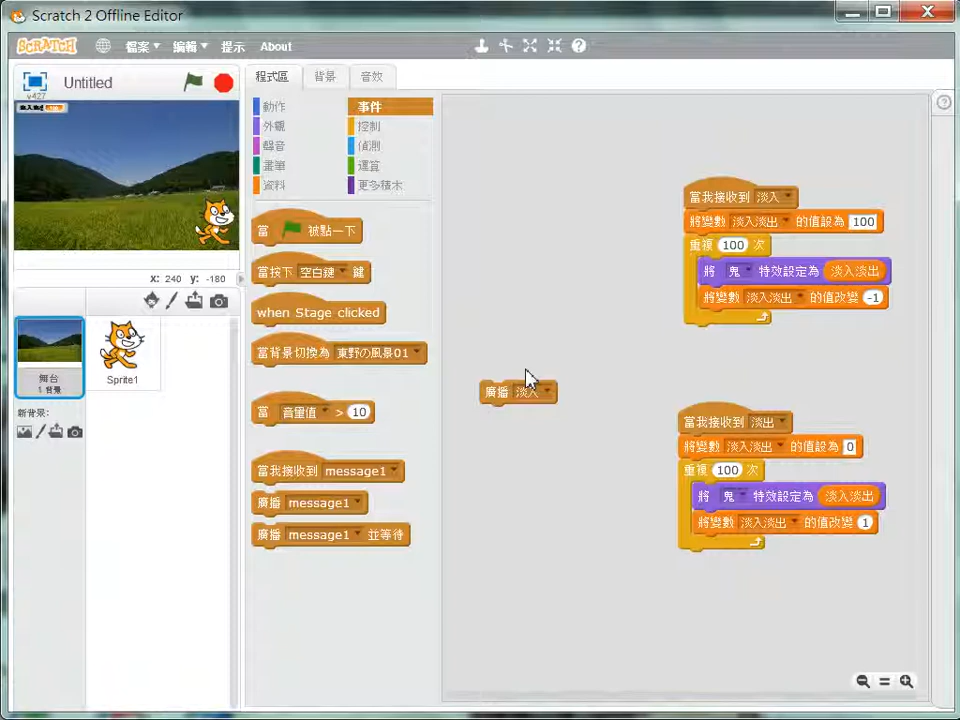 Scratch 2 Offline Editor
SCRATCH 檔案 編輯 提示 About
Untitled
v427
程式區 背景 音效
動作 事件
外觀 控制
聲音 偵測
畫筆 運算
資料 更多積木
當 被點一下
當按下 空白鍵 鍵
when Stage clicked
當背景切換為 東野の風景01
當 音量值 > 10
當我接收到 message1
廣播 message1
廣播 message1 並等待
x: 240 y: -180
舞台
1 背景
Sprite1
新背景:
廣播 淡入
當我接收到 淡入
將變數 淡入淡出 的值設為 100
重複 100 次
將 鬼 特效設定為 淡入淡出
將變數 淡入淡出 的值改變 -1
當我接收到 淡出
將變數 淡入淡出 的值設為 0
重複 100 次
將 鬼 特效設定為 淡入淡出
將變數 淡入淡出 的值改變 1